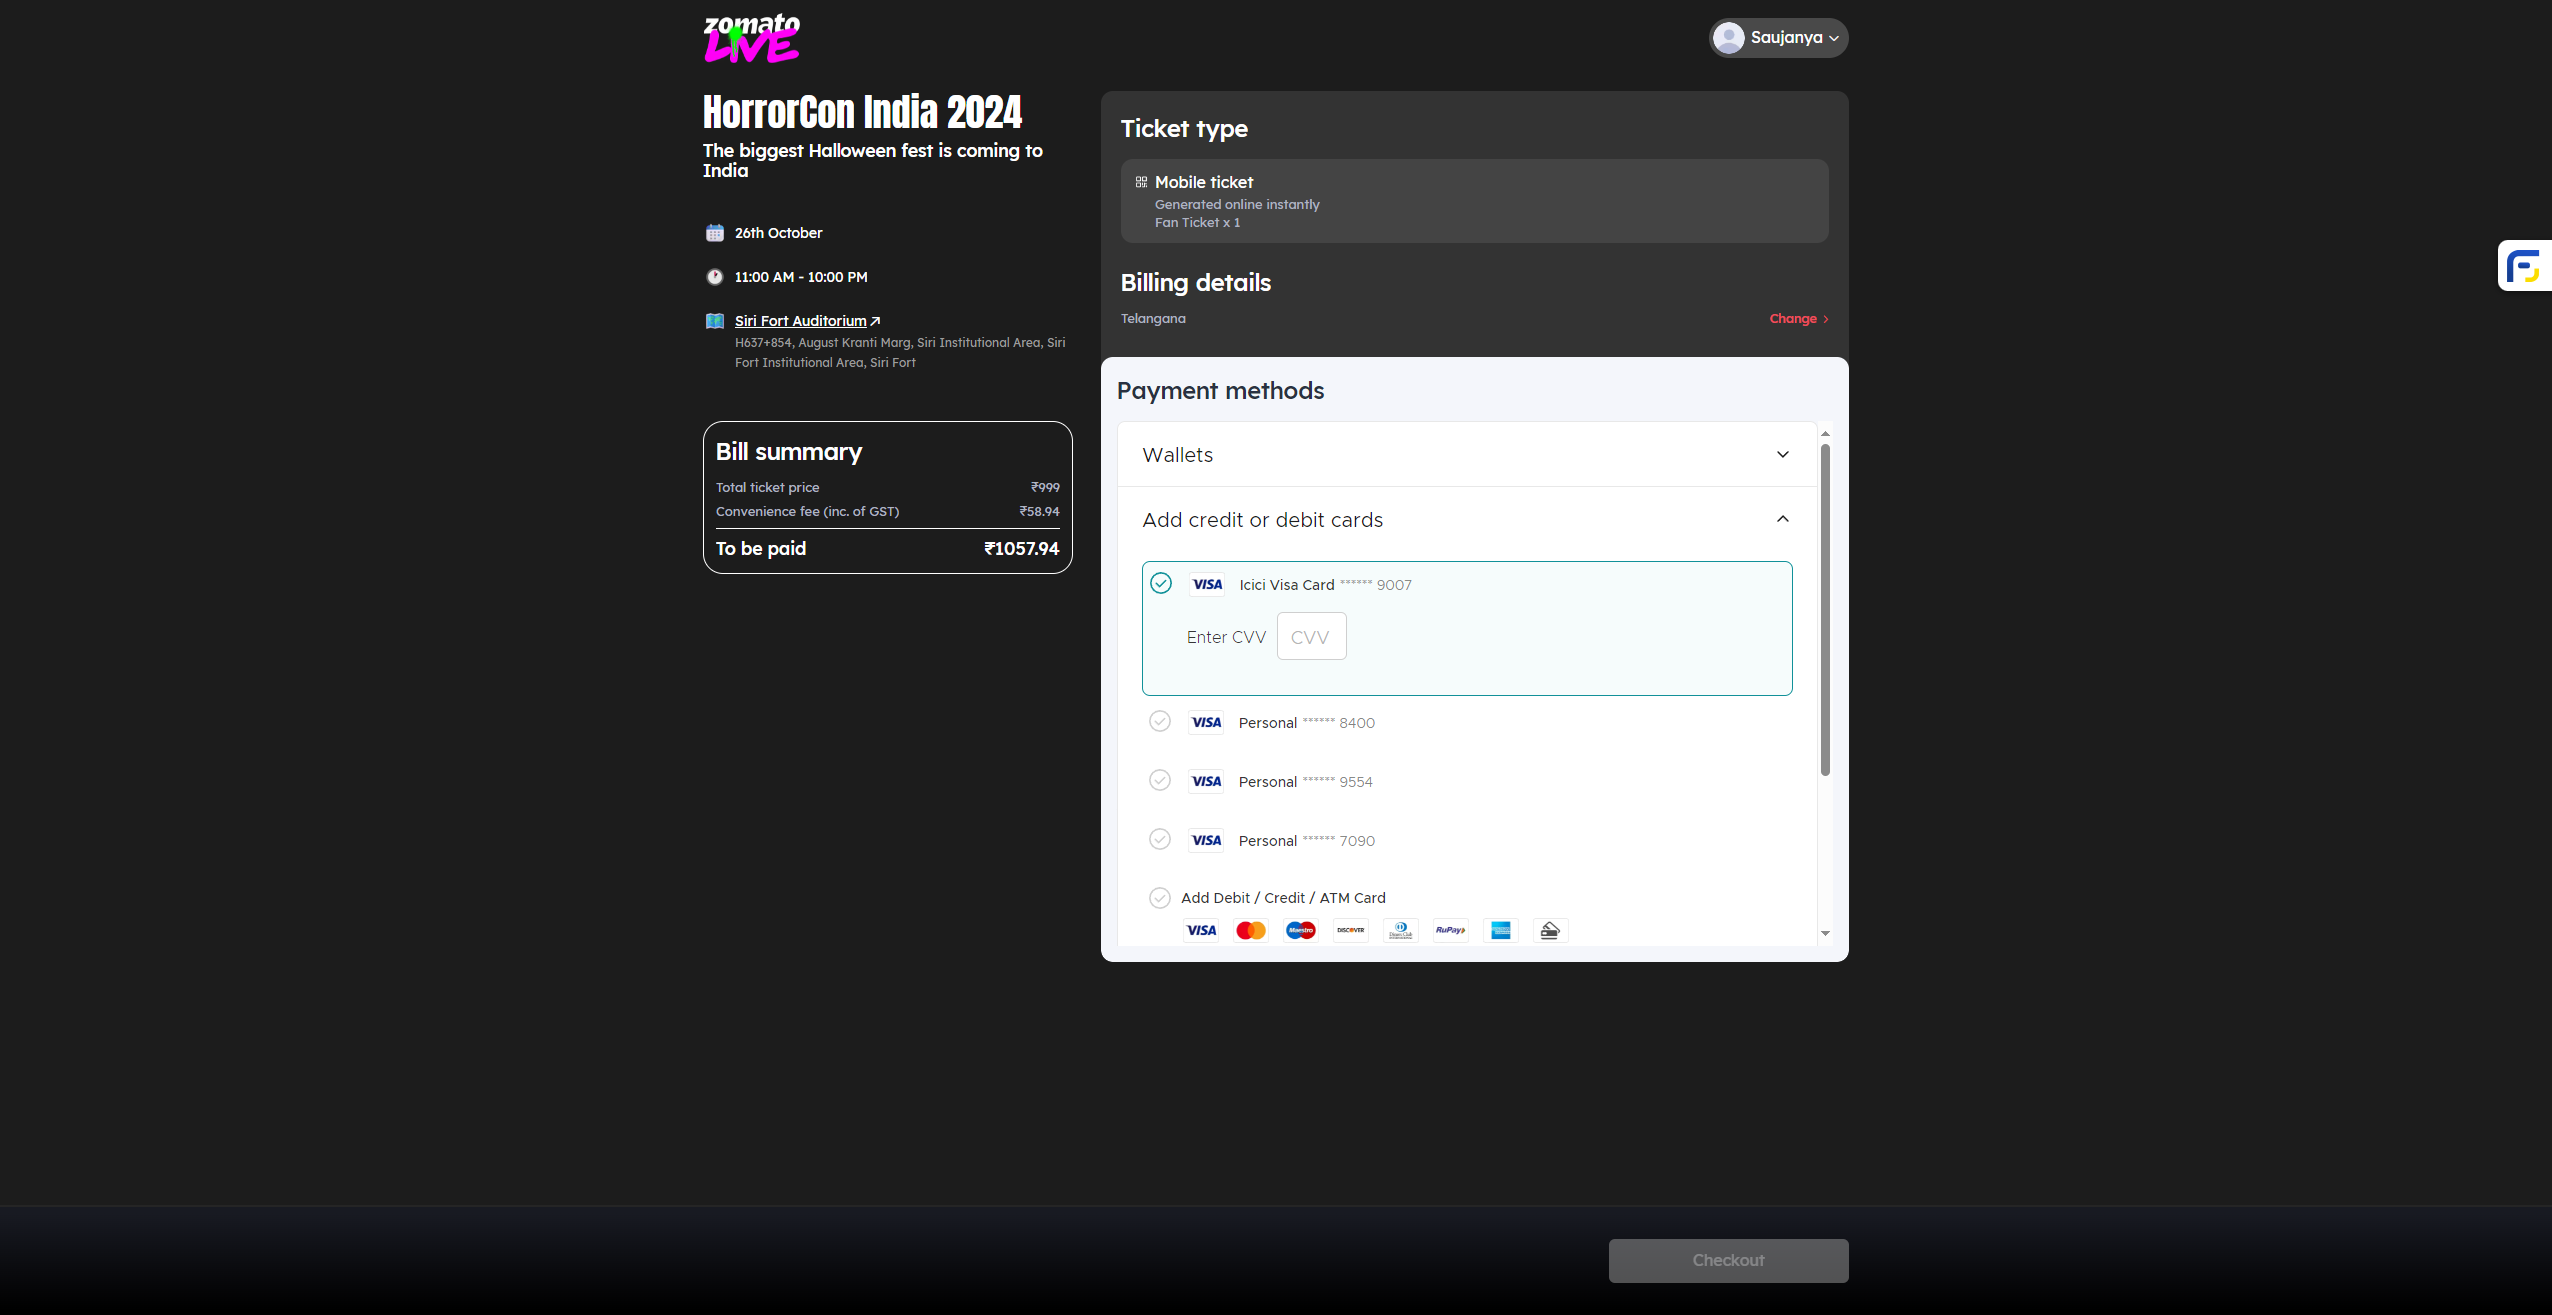 zomato
LIVE
Saujanya
HorrorCon India 2024
The biggest Halloween fest is coming to
India
26th October
11:00 AM - 10:00 PM
Siri Fort Auditorium
H637+854, August Kranti Marg, Siri Institutional Area, Siri
Fort Institutional Area, Siri Fort
Bill summary
Total ticket price ₹999
Convenience fee (inc. of GST) ₹58.94
To be paid ₹1057.94
Ticket type
Mobile ticket
Generated online instantly
Fan Ticket x 1
Billing details
Telangana Change >
Payment methods
Wallets
Add credit or debit cards
VISA Icici Visa Card ****** 9007
Enter CVV CVV
VISA Personal ****** 8400
VISA Personal ****** 9554
VISA Personal ****** 7090
Add Debit / Credit / ATM Card
VISA Maestro DISCOVER RuPay
Checkout